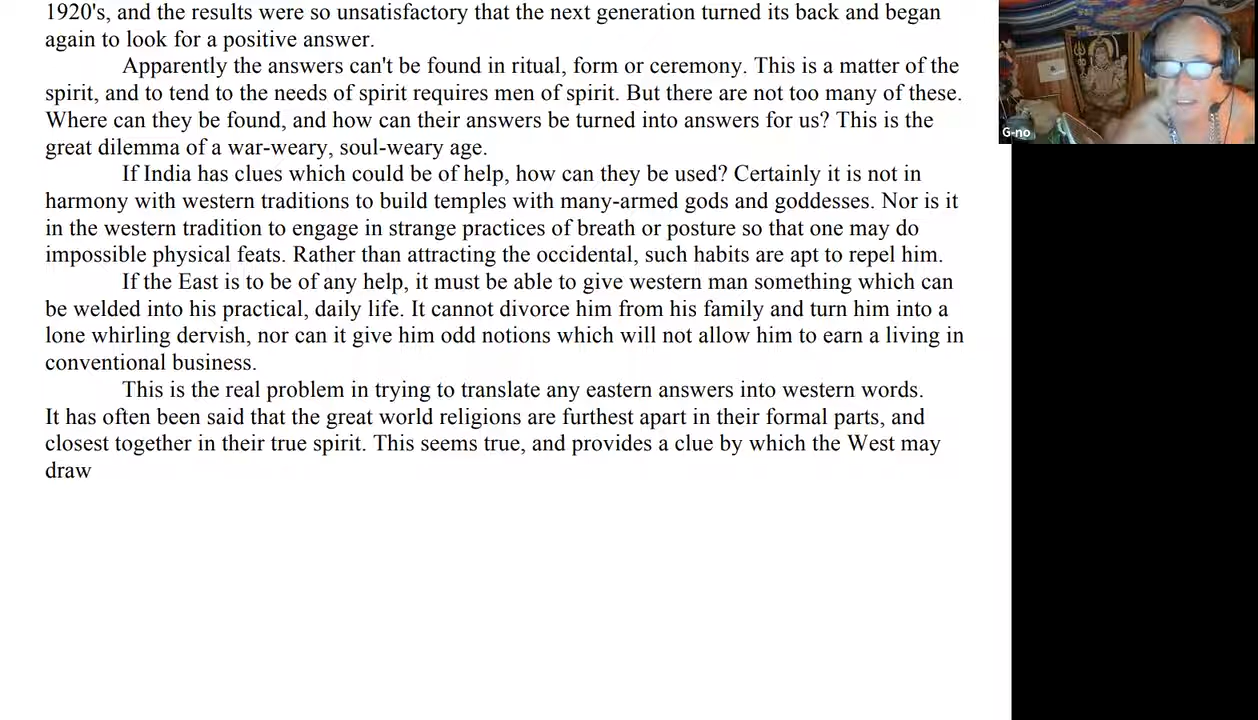 1920's, and the results were so unsatisfactory that the next generation turned its back and began
again to look for a positive answer.
Apparently the answers can't be found in ritual, form or ceremony. This is a matter of the
spirit, and to tend to the needs of spirit requires men of spirit. But there are not too many of these.
Where can they be found, and how can their answers be turned into answers for us? This is the
great dilemma of a war-weary, soul-weary age.
If India has clues which could be of help, how can they be used? Certainly it is not in
harmony with western traditions to build temples with many-armed gods and goddesses. Nor is it
in the western tradition to engage in strange practices of breath or posture so that one may do
impossible physical feats. Rather than attracting the occidental, such habits are apt to repel him.
If the East is to be of any help, it must be able to give western man something which can
be welded into his practical, daily life. It cannot divorce him from his family and turn him into a
lone whirling dervish, nor can it give him odd notions which will not allow him to earn a living in
conventional business.
This is the real problem in trying to translate any eastern answers into western words.
It has often been said that the great world religions are furthest apart in their formal parts, and
closest together in their true spirit. This seems true, and provides a clue by which the West may
draw
G-no